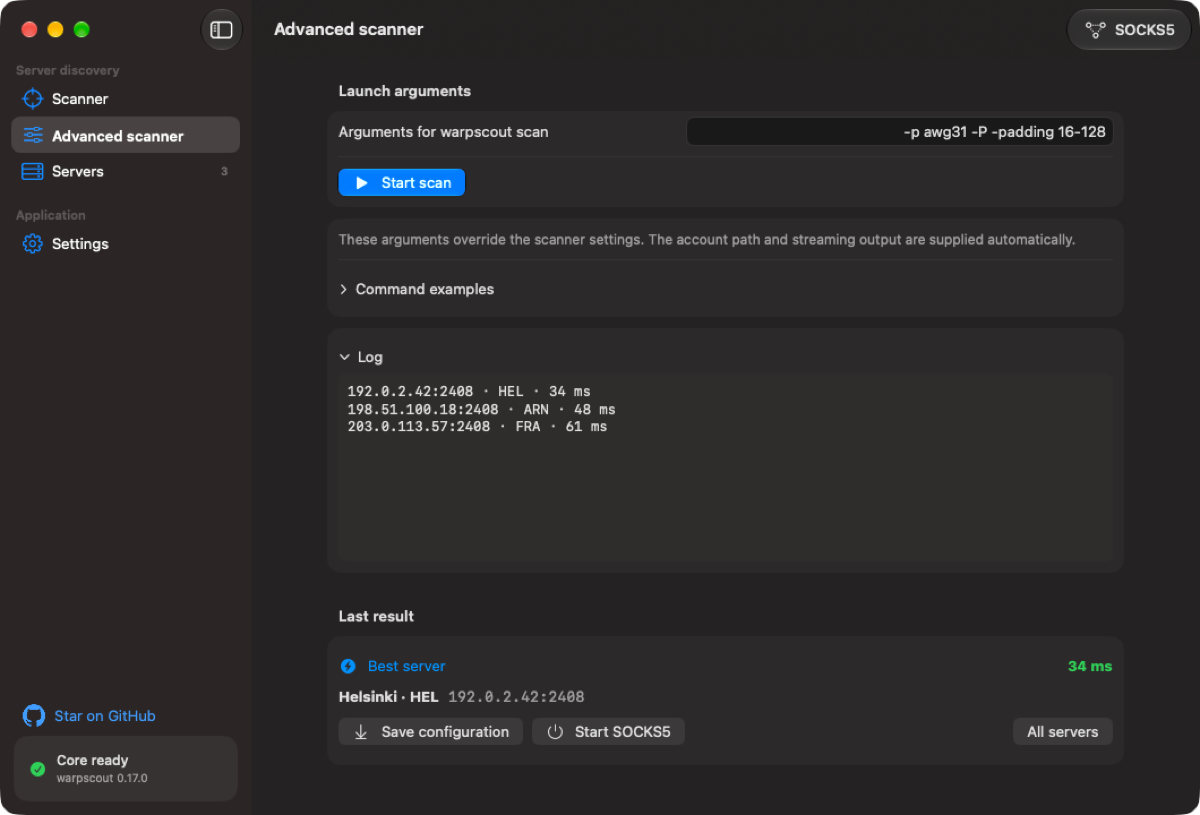 Advanced scanner
SOCKS5
Server discovery
Scanner
Advanced scanner
Servers 3
Application
Settings
Star on GitHub
Core ready
warpscout 0.17.0
Launch arguments
Arguments for warpscout scan -p awg31 -P -padding 16-128
Start scan
These arguments override the scanner settings. The account path and streaming output are supplied automatically.
Command examples
Log
192.0.2.42:2408 · HEL · 34 ms
198.51.100.18:2408 · ARN · 48 ms
203.0.113.57:2408 · FRA · 61 ms
Last result
Best server 34 ms
Helsinki · HEL 192.0.2.42:2408
Save configuration Start SOCKS5 All servers